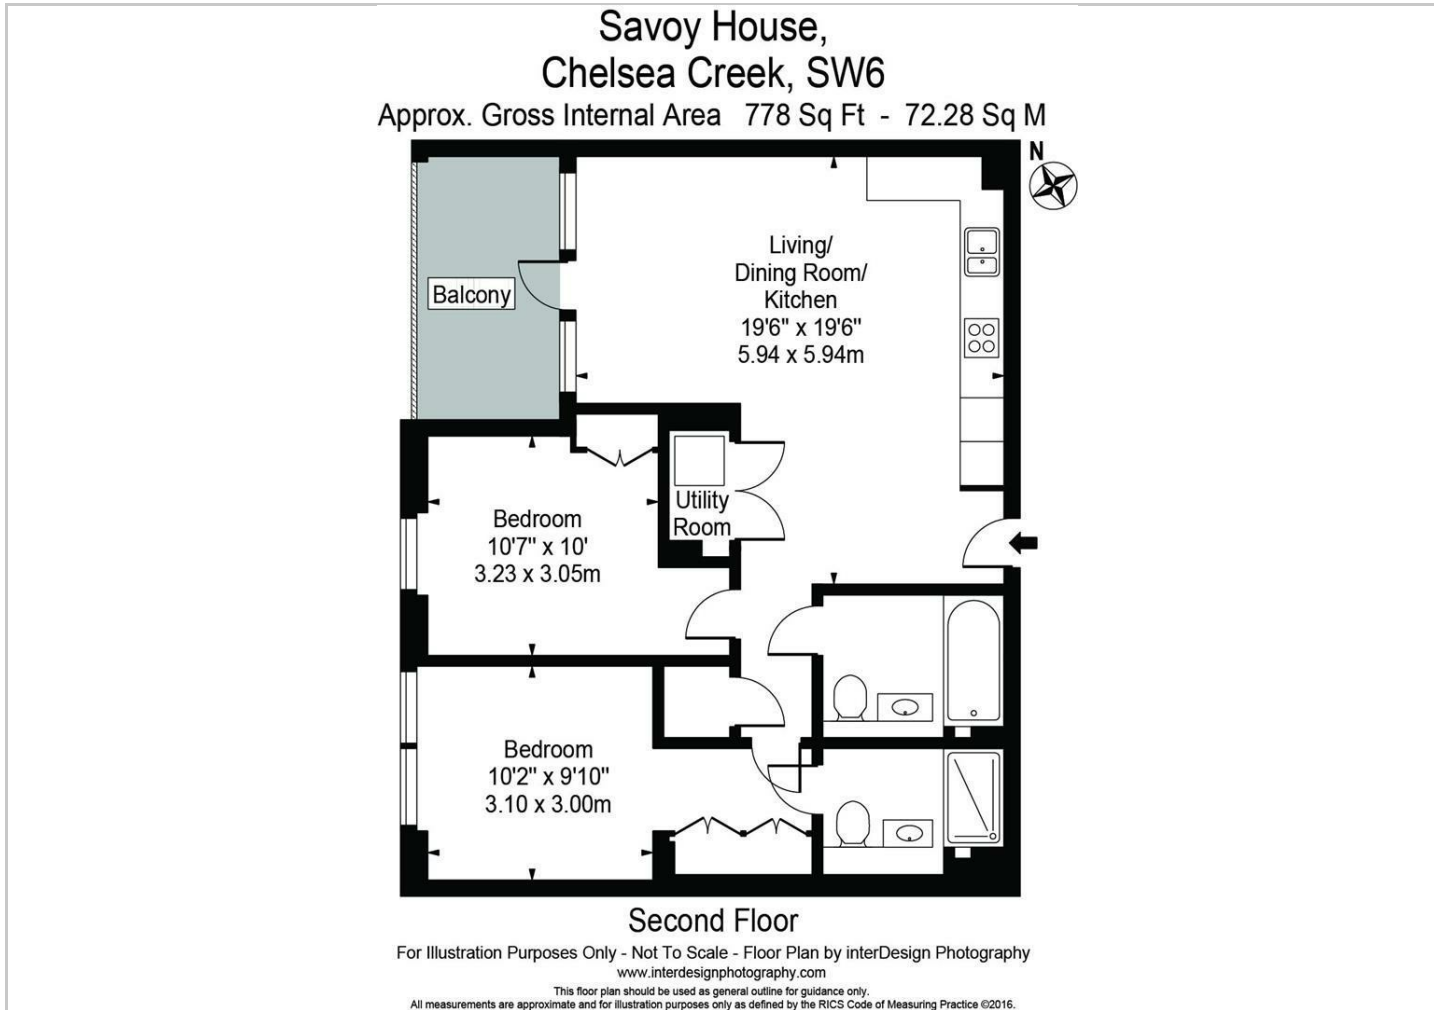 Savoy House,
Chelsea Creek, SW6
Approx. Gross Internal Area 778 Sq Ft - 72.28 Sq M
N
Living/
Dining Room/
Kitchen
19'6" x 19'6"
5.94 x 5.94m
Balcony
Utility
Room
Bedroom
10'7" x 10'
3.23 x 3.05m
Bedroom
10'2" x 9'10"
3.10 x 3.00m
Second Floor
For Illustration Purposes Only - Not To Scale - Floor Plan by interDesign Photography
www.interdesignphotography.com
This floor plan should be used as general outline for guidance only.
All measurements are approximate and for illustration purposes only as defined by the RICS Code of Measuring Practice ©2016.